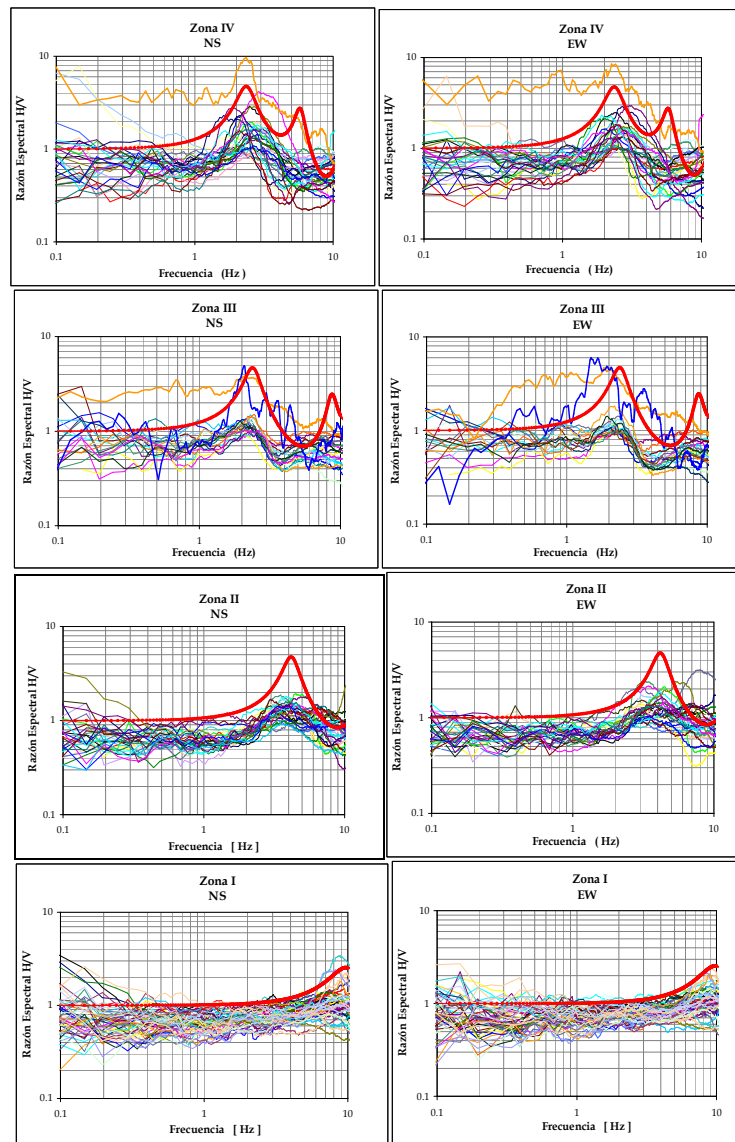 Zona IV
NS
Razón Espectral H/V
10
1
0.1
0.1
1
10
Frecuencia (Hz )
Zona IV
EW
Razón Espectral H/V
10
1
0.1
0.1
1
10
Frecuencia ( Hz)
Zona III
NS
Razón Espectral H/V
10
1
0.1
0.1
1
10
Frecuencia (Hz)
Zona III
EW
Razón Espectral H/V
10
1
0.1
0.1
1
10
Frecuencia (Hz)
Zona II
NS
Razón Espectral H/V
10
1
0.1
0.1
1
10
Frecuencia [ Hz ]
Zona II
EW
Razón Espectral H/V
10
1
0.1
0.1
1
10
Frecuencia ( Hz)
Zona I
NS
Razón Espectral H/V
10
1
0.1
0.1
1
10
Frecuencia [ Hz ]
Zona I
EW
Razón Espectral H/V
10
1
0.1
0.1
1
10
Frecuencia [ Hz ]